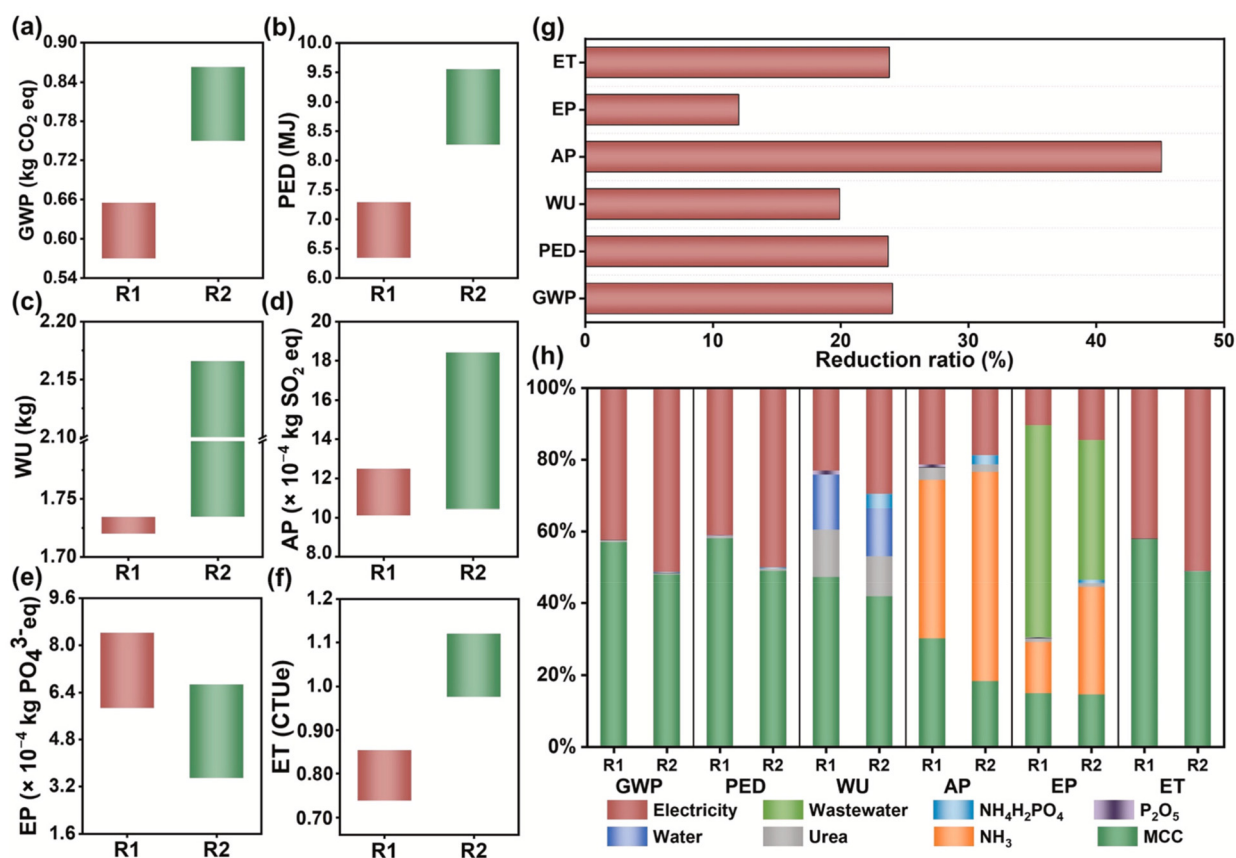 (a)
GWP (kg CO₂ eq)
0.90
0.84
0.78
0.72
0.66
0.60
0.54
R1 R2
(b)
PED (MJ)
10.0
9.5
9.0
8.5
8.0
7.5
7.0
6.5
6.0
R1 R2
(c)
WU (kg)
2.20
2.15
2.10
1.75
1.70
R1 R2
(d)
AP (× 10⁻⁴ kg SO₂ eq)
20
18
16
14
12
10
8.0
R1 R2
(e)
EP (× 10⁻⁴ kg PO₄³⁻eq)
9.6
8.0
6.4
4.8
3.2
1.6
R1 R2
(f)
ET (CTUe)
1.2
1.1
1.0
0.90
0.80
0.70
R1 R2
(g)
ET
EP
AP
WU
PED
GWP
0 10 20 30 40 50
Reduction ratio (%)
(h)
100%
80%
60%
40%
20%
0%
R1 R2 R1 R2 R1 R2 R1 R2 R1 R2 R1 R2
GWP PED WU AP EP ET
Electricity Wastewater NH₄H₂PO₄ P₂O₅
Water Urea NH₃ MCC